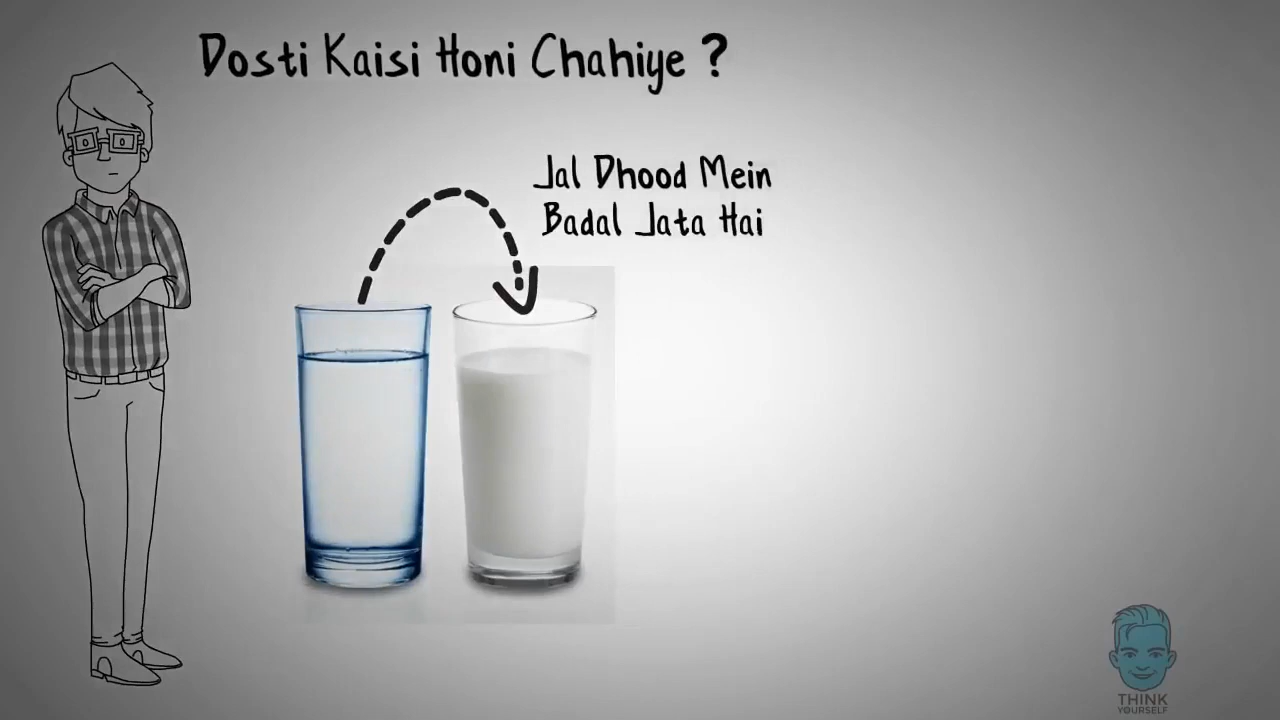 Dosti Kaisi Honi Chahiye ?
Jal Dhood Mein
Badal Jata Hai
THINK
YOURSELF